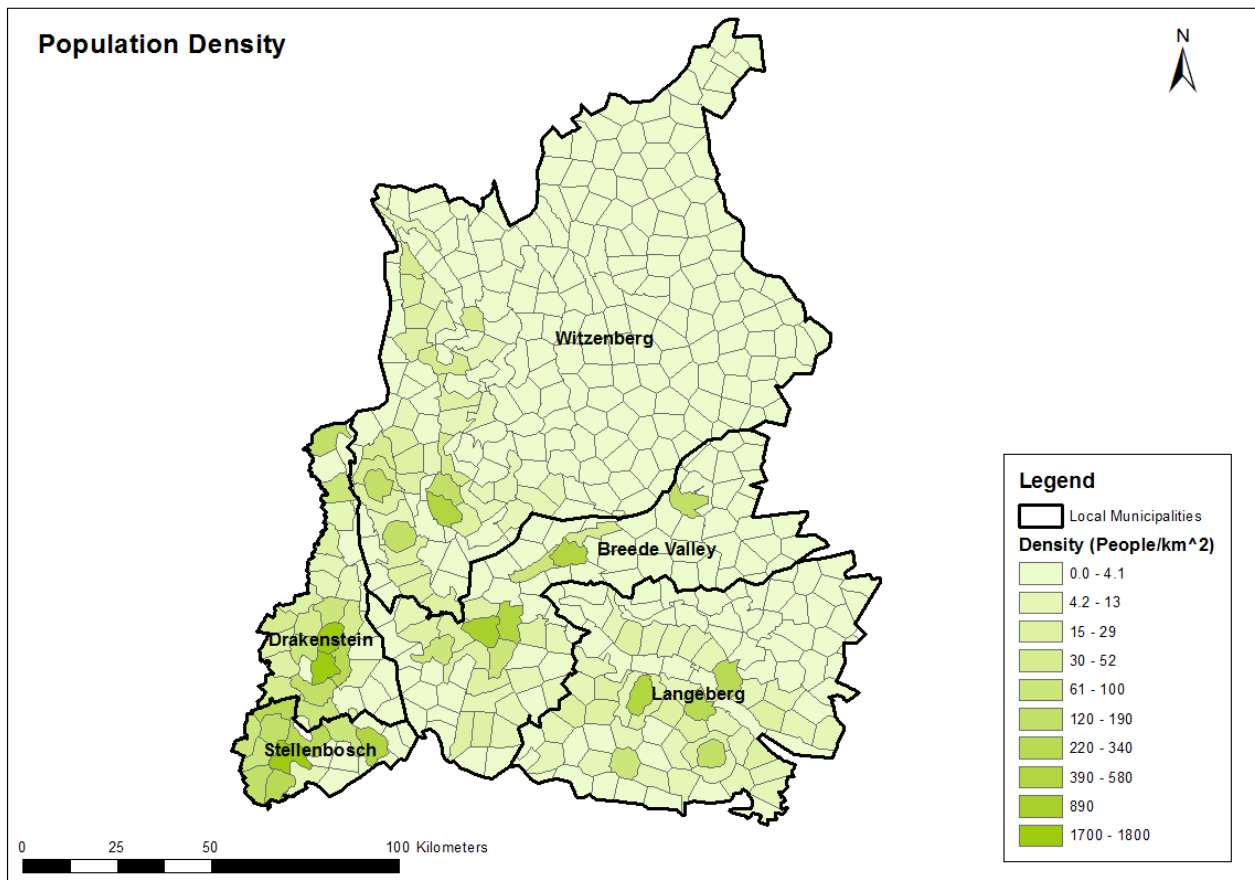 Population Density
N
Witzenberg
Breede Valley
Drakenstein
Langeberg
Stellenbosch
Legend
Local Municipalities
Density (People/km^2)
0.0 - 4.1
4.2 - 13
15 - 29
30 - 52
61 - 100
120 - 190
220 - 340
390 - 580
890
1700 - 1800
0 25 50 100 Kilometers